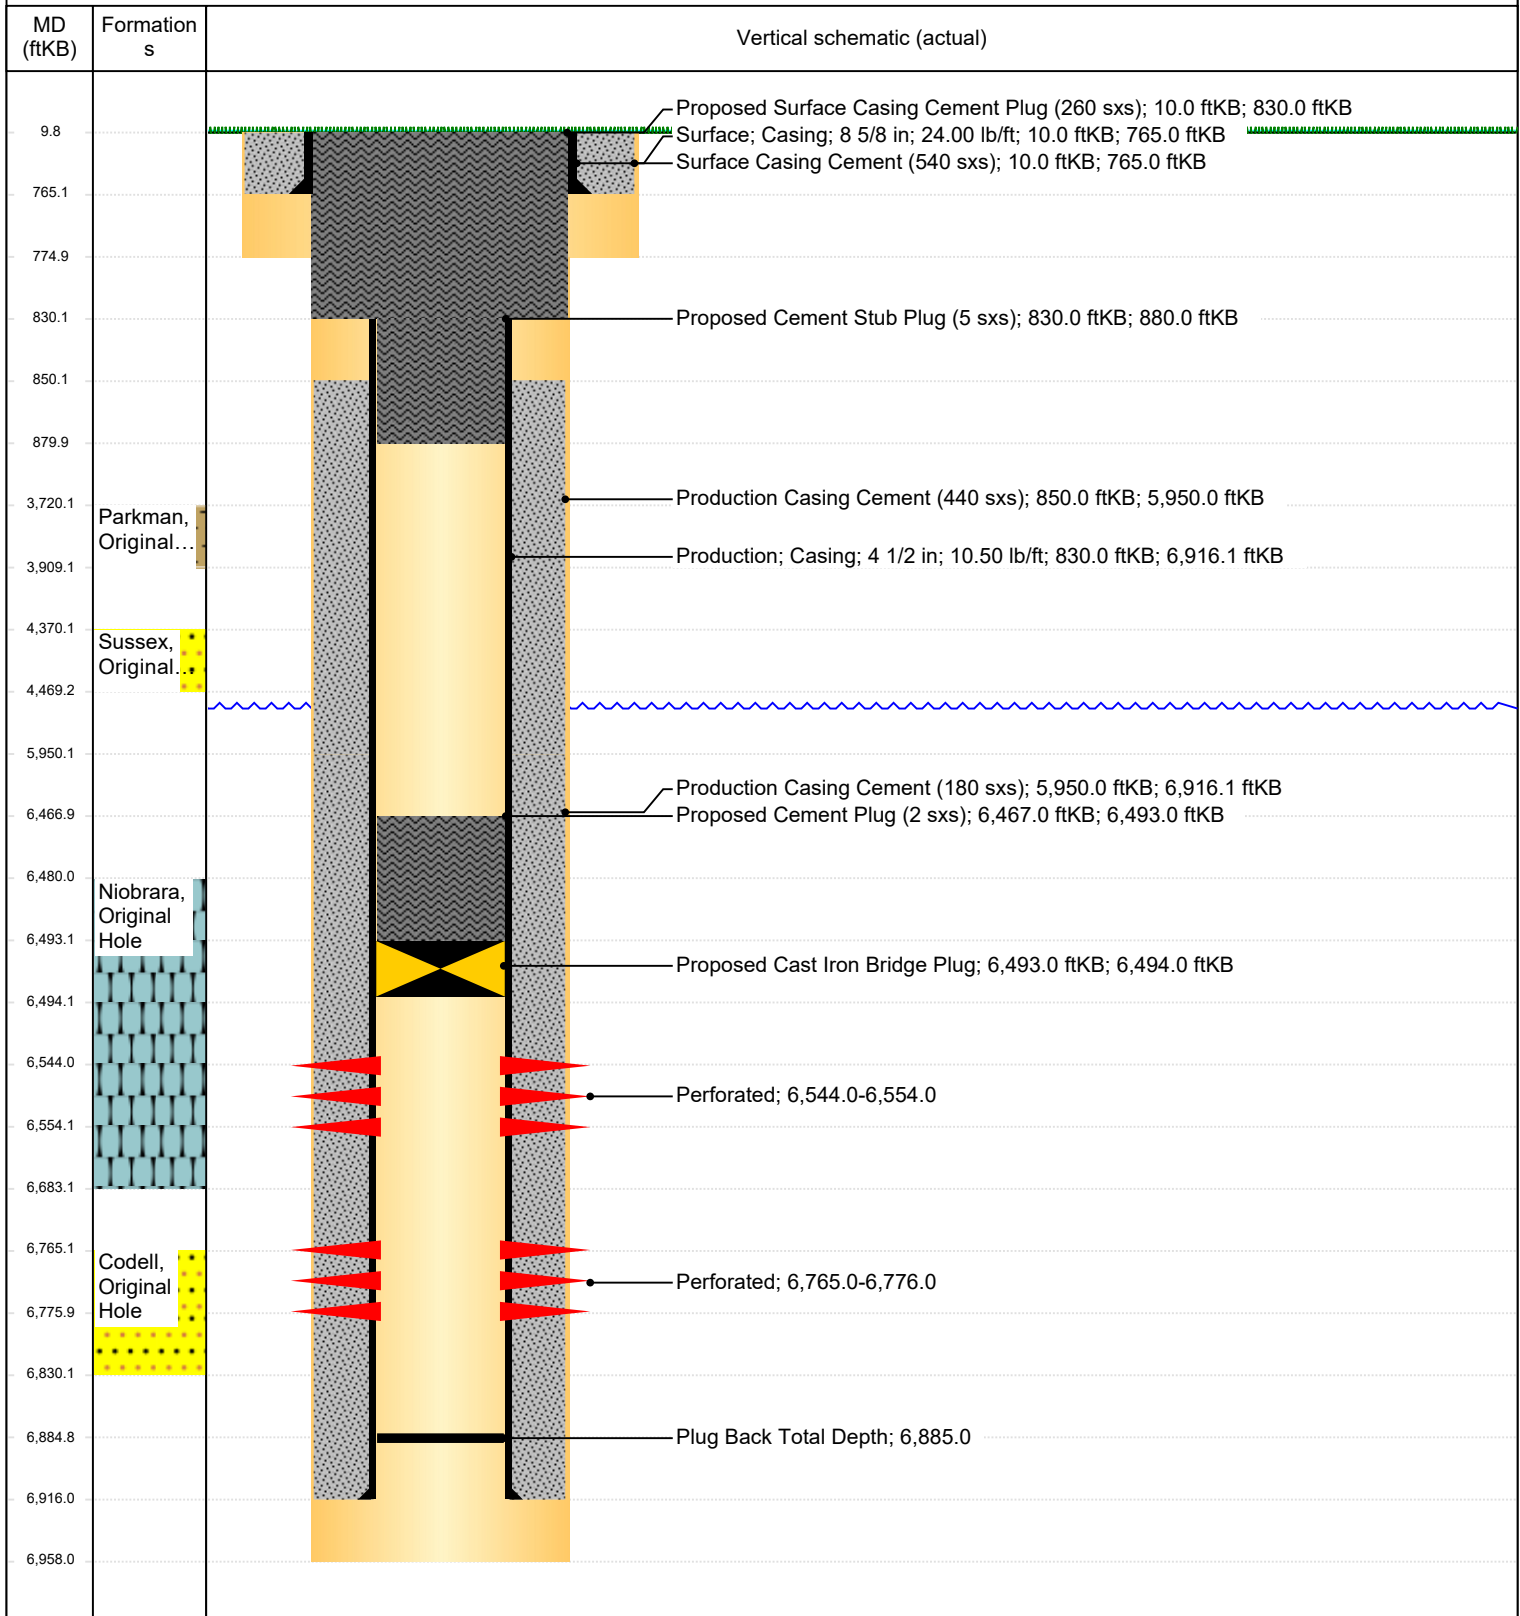 MD
(ftKB)
Formation
s
Vertical schematic (actual)
9.8
765.1
774.9
830.1
850.1
879.9
3,720.1
3,909.1
4,370.1
4,469.2
5,950.1
6,466.9
6,480.0
6,493.1
6,494.1
6,544.0
6,554.1
6,683.1
6,765.1
6,775.9
6,830.1
6,884.8
6,916.0
6,958.0
Parkman,
Original...
Sussex,
Original...
Niobrara,
Original
Hole
Codell,
Original
Hole
Proposed Surface Casing Cement Plug (260 sxs); 10.0 ftKB; 830.0 ftKB
Surface; Casing; 8 5/8 in; 24.00 lb/ft; 10.0 ftKB; 765.0 ftKB
Surface Casing Cement (540 sxs); 10.0 ftKB; 765.0 ftKB
Proposed Cement Stub Plug (5 sxs); 830.0 ftKB; 880.0 ftKB
Production Casing Cement (440 sxs); 850.0 ftKB; 5,950.0 ftKB
Production; Casing; 4 1/2 in; 10.50 lb/ft; 830.0 ftKB; 6,916.1 ftKB
Production Casing Cement (180 sxs); 5,950.0 ftKB; 6,916.1 ftKB
Proposed Cement Plug (2 sxs); 6,467.0 ftKB; 6,493.0 ftKB
Proposed Cast Iron Bridge Plug; 6,493.0 ftKB; 6,494.0 ftKB
Perforated; 6,544.0-6,554.0
Perforated; 6,765.0-6,776.0
Plug Back Total Depth; 6,885.0